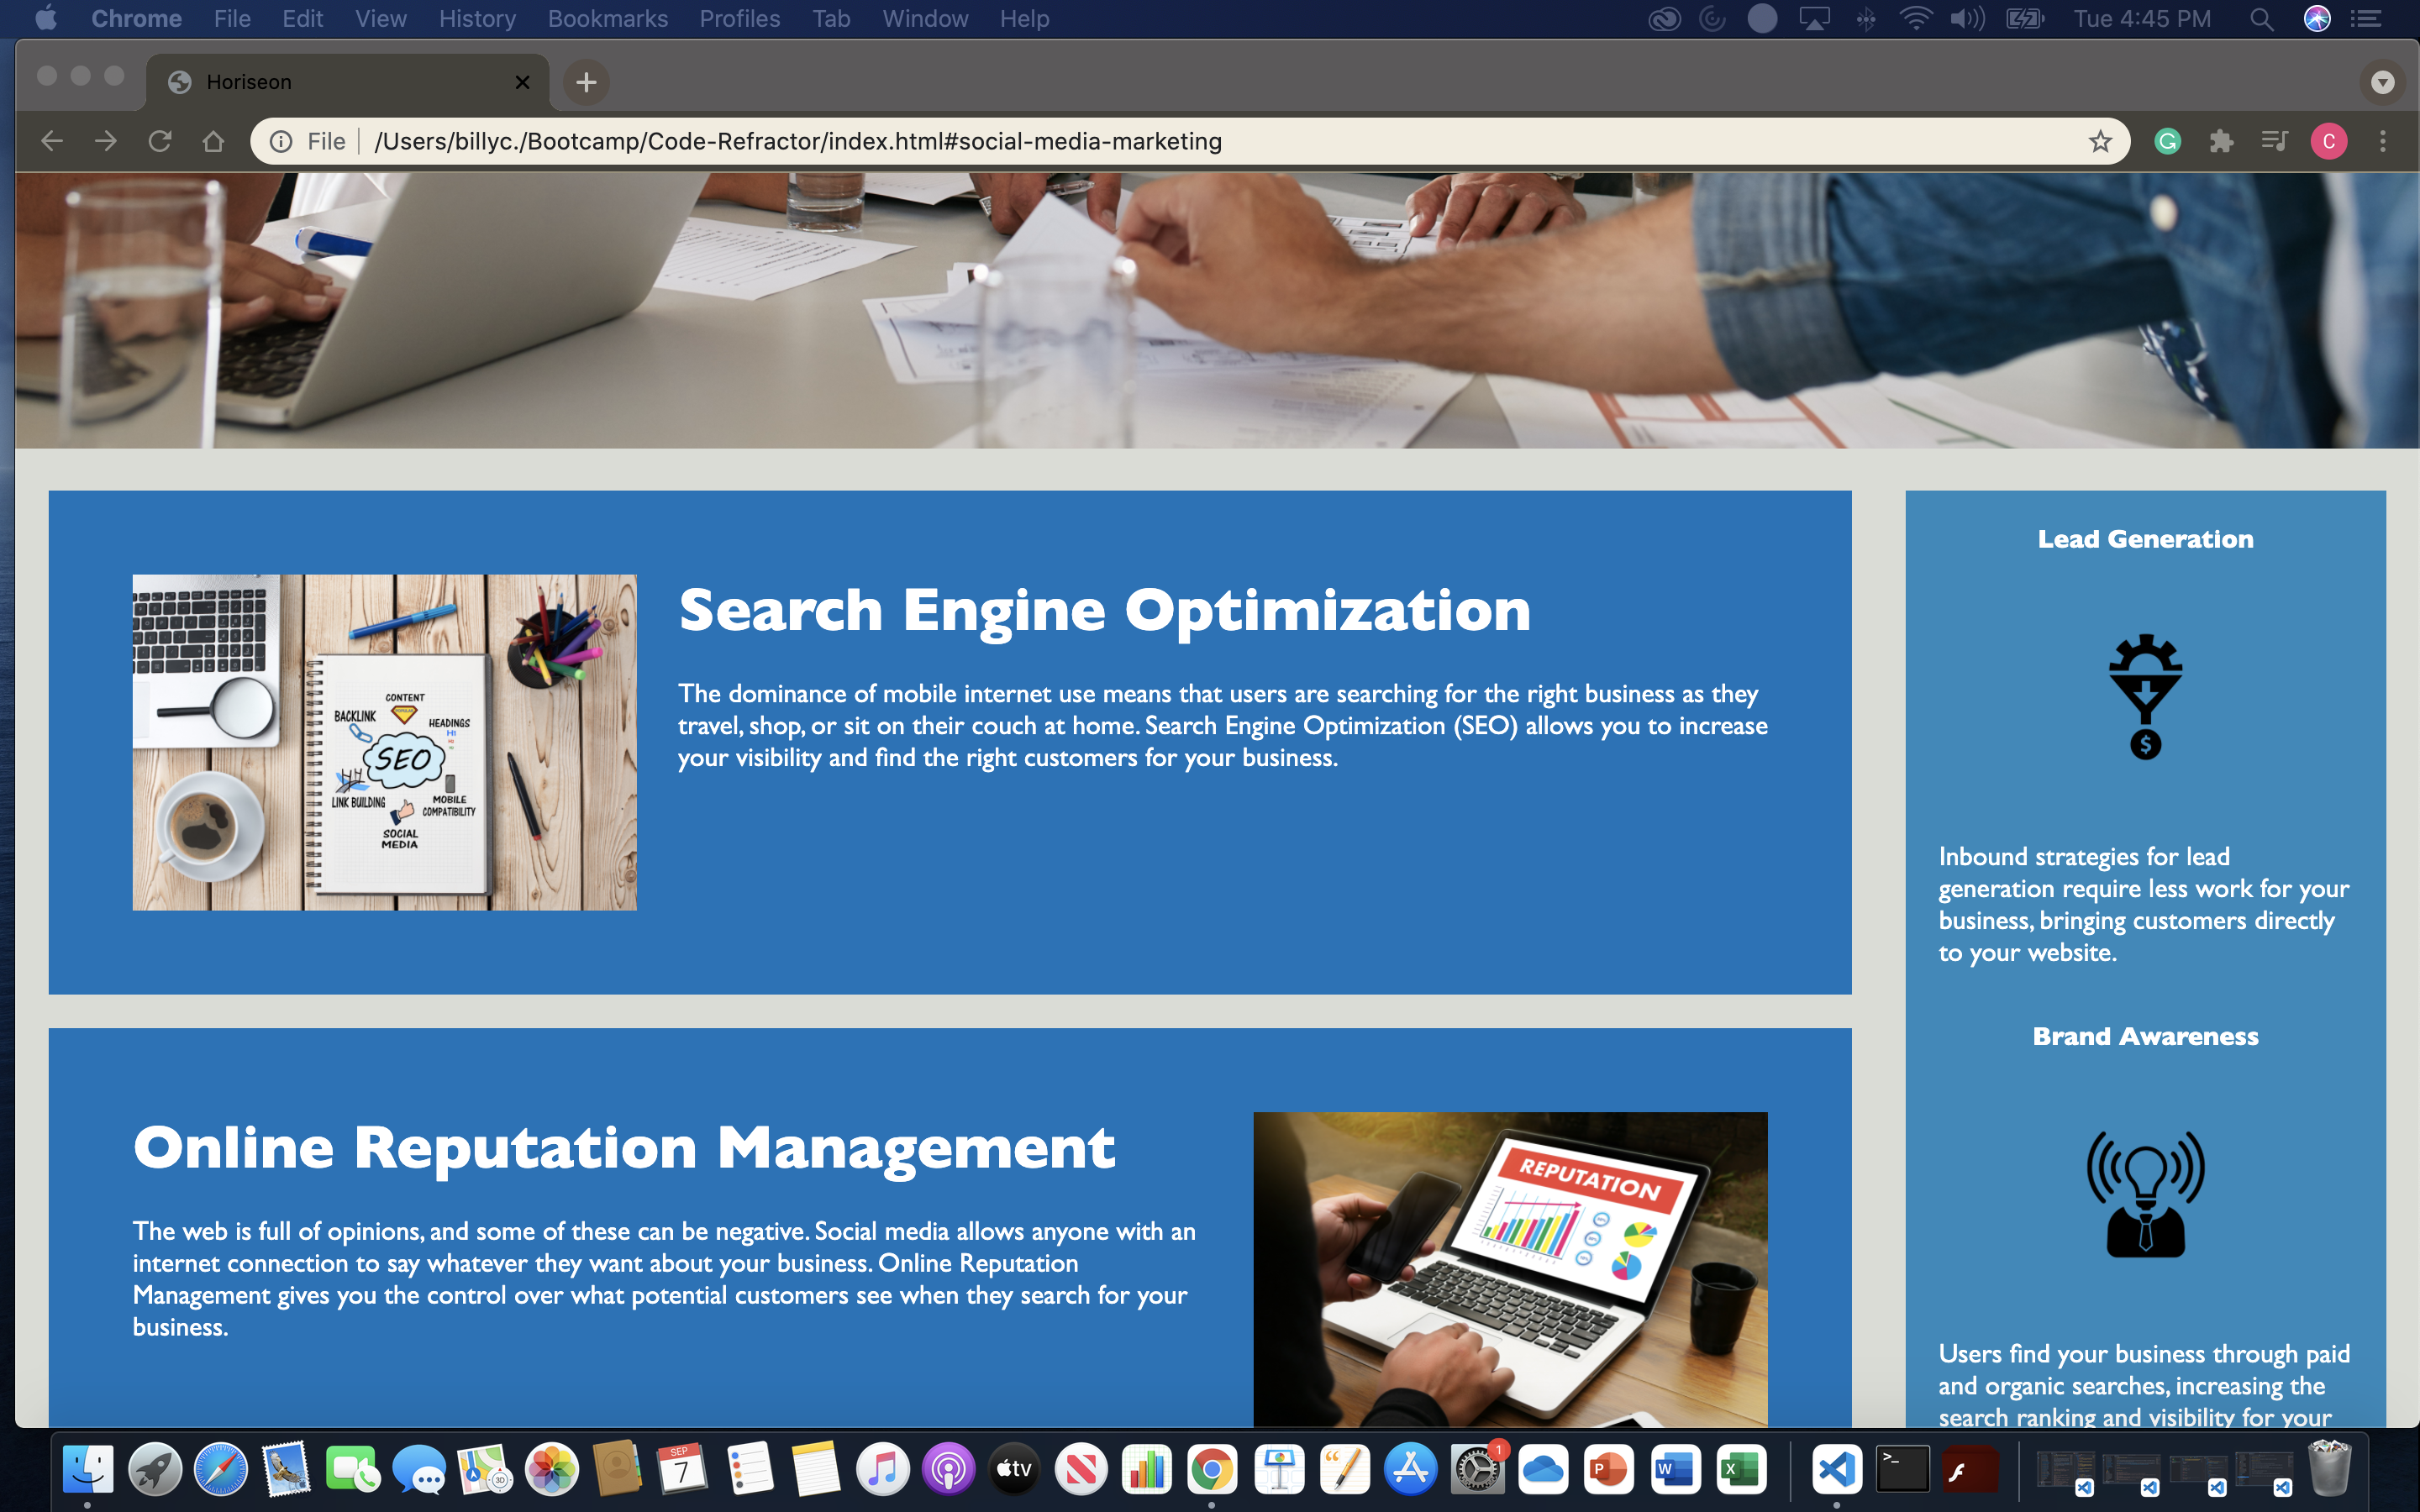 Chrome File Edit View History Bookmarks Profiles Tab Window Help Tue 4:45 PM
Horiseon
File /Users/billyc./Bootcamp/Code-Refractor/index.html#social-media-marketing
C
Search Engine Optimization
The dominance of mobile internet use means that users are searching for the right business as they
travel, shop, or sit on their couch at home. Search Engine Optimization (SEO) allows you to increase
your visibility and find the right customers for your business.
CONTENT
BACKLINK
HEADINGS
H1
SEO
LINK BUILDING
MOBILE
COMPATIBILITY
SOCIAL
MEDIA
Online Reputation Management
The web is full of opinions, and some of these can be negative. Social media allows anyone with an
internet connection to say whatever they want about your business. Online Reputation
Management gives you the control over what potential customers see when they search for your
business.
REPUTATION
Lead Generation
$
Inbound strategies for lead
generation require less work for your
business, bringing customers directly
to your website.
Brand Awareness
Users find your business through paid
and organic searches, increasing the
search ranking and visibility for your
3D
SEP
7
tv
1
P
W
X
>_